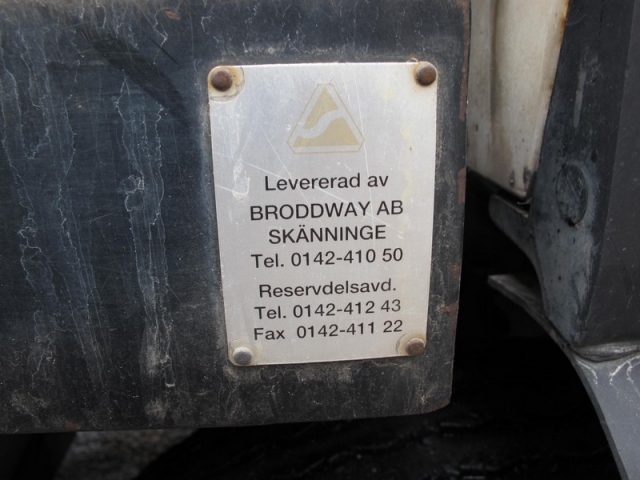 Levererad av
BRODDWAY AB
SKÄNNINGE
Tel. 0142-410 50
Reservdelsavd.
Tel. 0142-412 43
Fax 0142-411 22